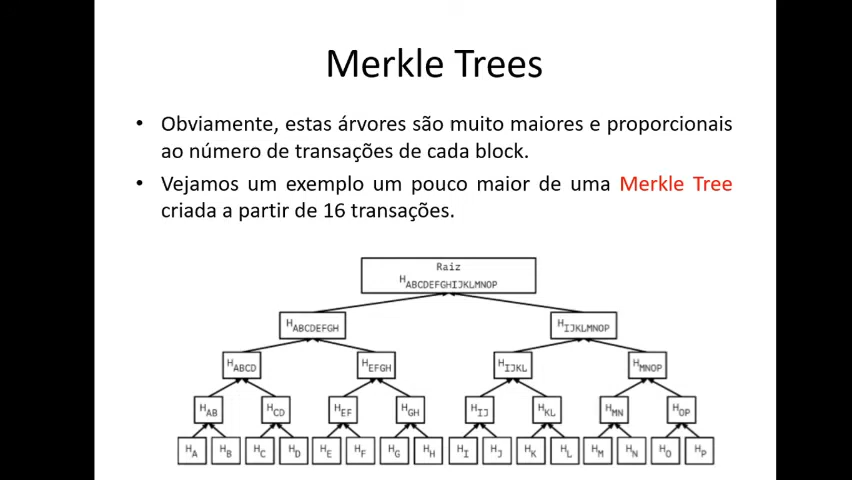 Merkle Trees
• Obviamente, estas árvores são muito maiores e proporcionais
ao número de transações de cada block.
• Vejamos um exemplo um pouco maior de uma Merkle Tree
criada a partir de 16 transações.
Raiz
HABCDEFGHIJKLMNOP
HABCDEFGH HIJKLMNOP
HABCD HEFGH HIJKL HMNOP
HAB HCD HEF HGH HIJ HKL HMN HOP
HA HB HC HD HE HF HG HH HI HJ HK HL HM HN HO HP